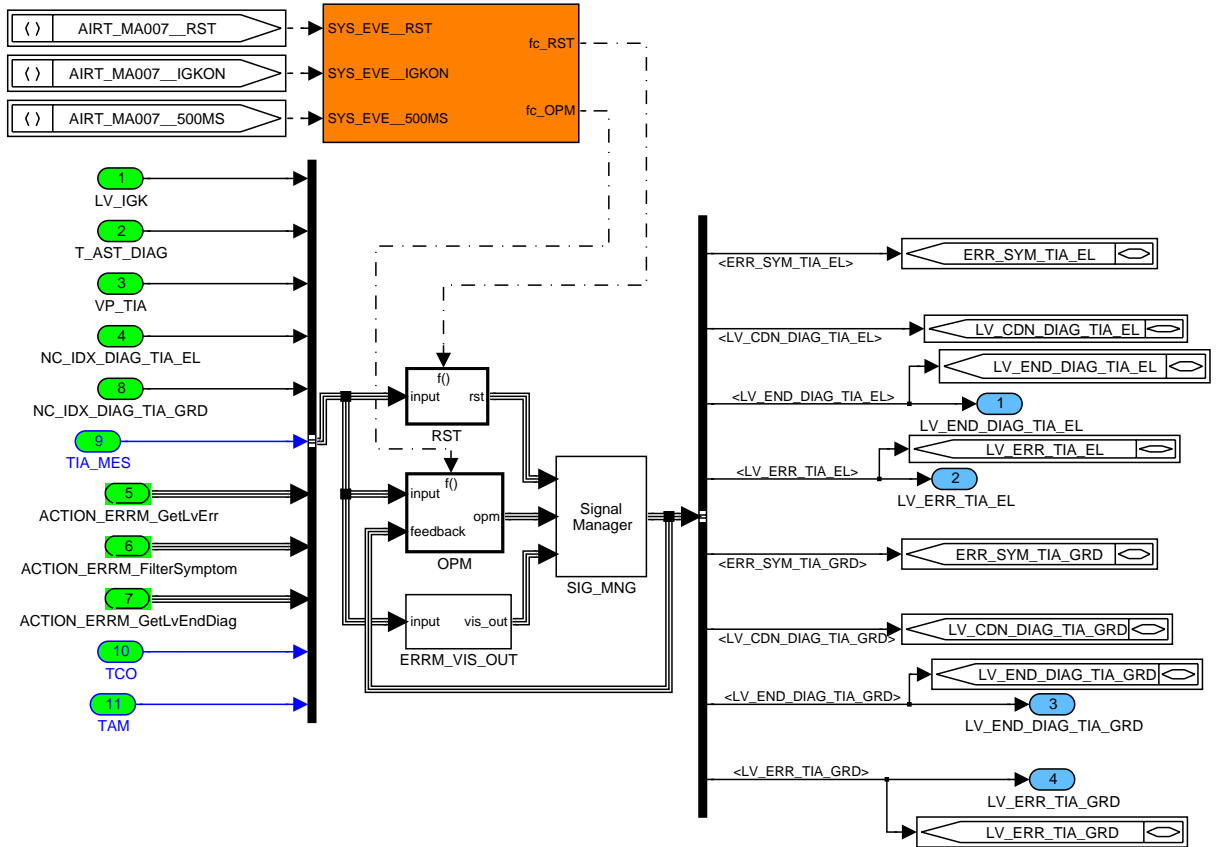 AIRT_MA007__RST
AIRT_MA007__IGKON
AIRT_MA007__500MS
SYS_EVE__RST
SYS_EVE__IGKON
SYS_EVE__500MS
fc_RST
fc_OPM
1
LV_IGK
2
T_AST_DIAG
3
VP_TIA
4
NC_IDX_DIAG_TIA_EL
8
NC_IDX_DIAG_TIA_GRD
9
TIA_MES
5
ACTION_ERRM_GetLvErr
6
ACTION_ERRM_FilterSymptom
7
ACTION_ERRM_GetLvEndDiag
10
TCO
11
TAM
f()
input
rst
RST
f()
input
feedback
opm
OPM
input
vis_out
ERRM_VIS_OUT
Signal
Manager
SIG_MNG
<ERR_SYM_TIA_EL>
ERR_SYM_TIA_EL
<LV_CDN_DIAG_TIA_EL>
LV_CDN_DIAG_TIA_EL
LV_END_DIAG_TIA_EL
<LV_END_DIAG_TIA_EL>
1
LV_END_DIAG_TIA_EL
LV_ERR_TIA_EL
<LV_ERR_TIA_EL>
2
LV_ERR_TIA_EL
<ERR_SYM_TIA_GRD>
ERR_SYM_TIA_GRD
<LV_CDN_DIAG_TIA_GRD>
LV_CDN_DIAG_TIA_GRD
LV_END_DIAG_TIA_GRD
<LV_END_DIAG_TIA_GRD>
3
LV_END_DIAG_TIA_GRD
<LV_ERR_TIA_GRD>
4
LV_ERR_TIA_GRD
LV_ERR_TIA_GRD